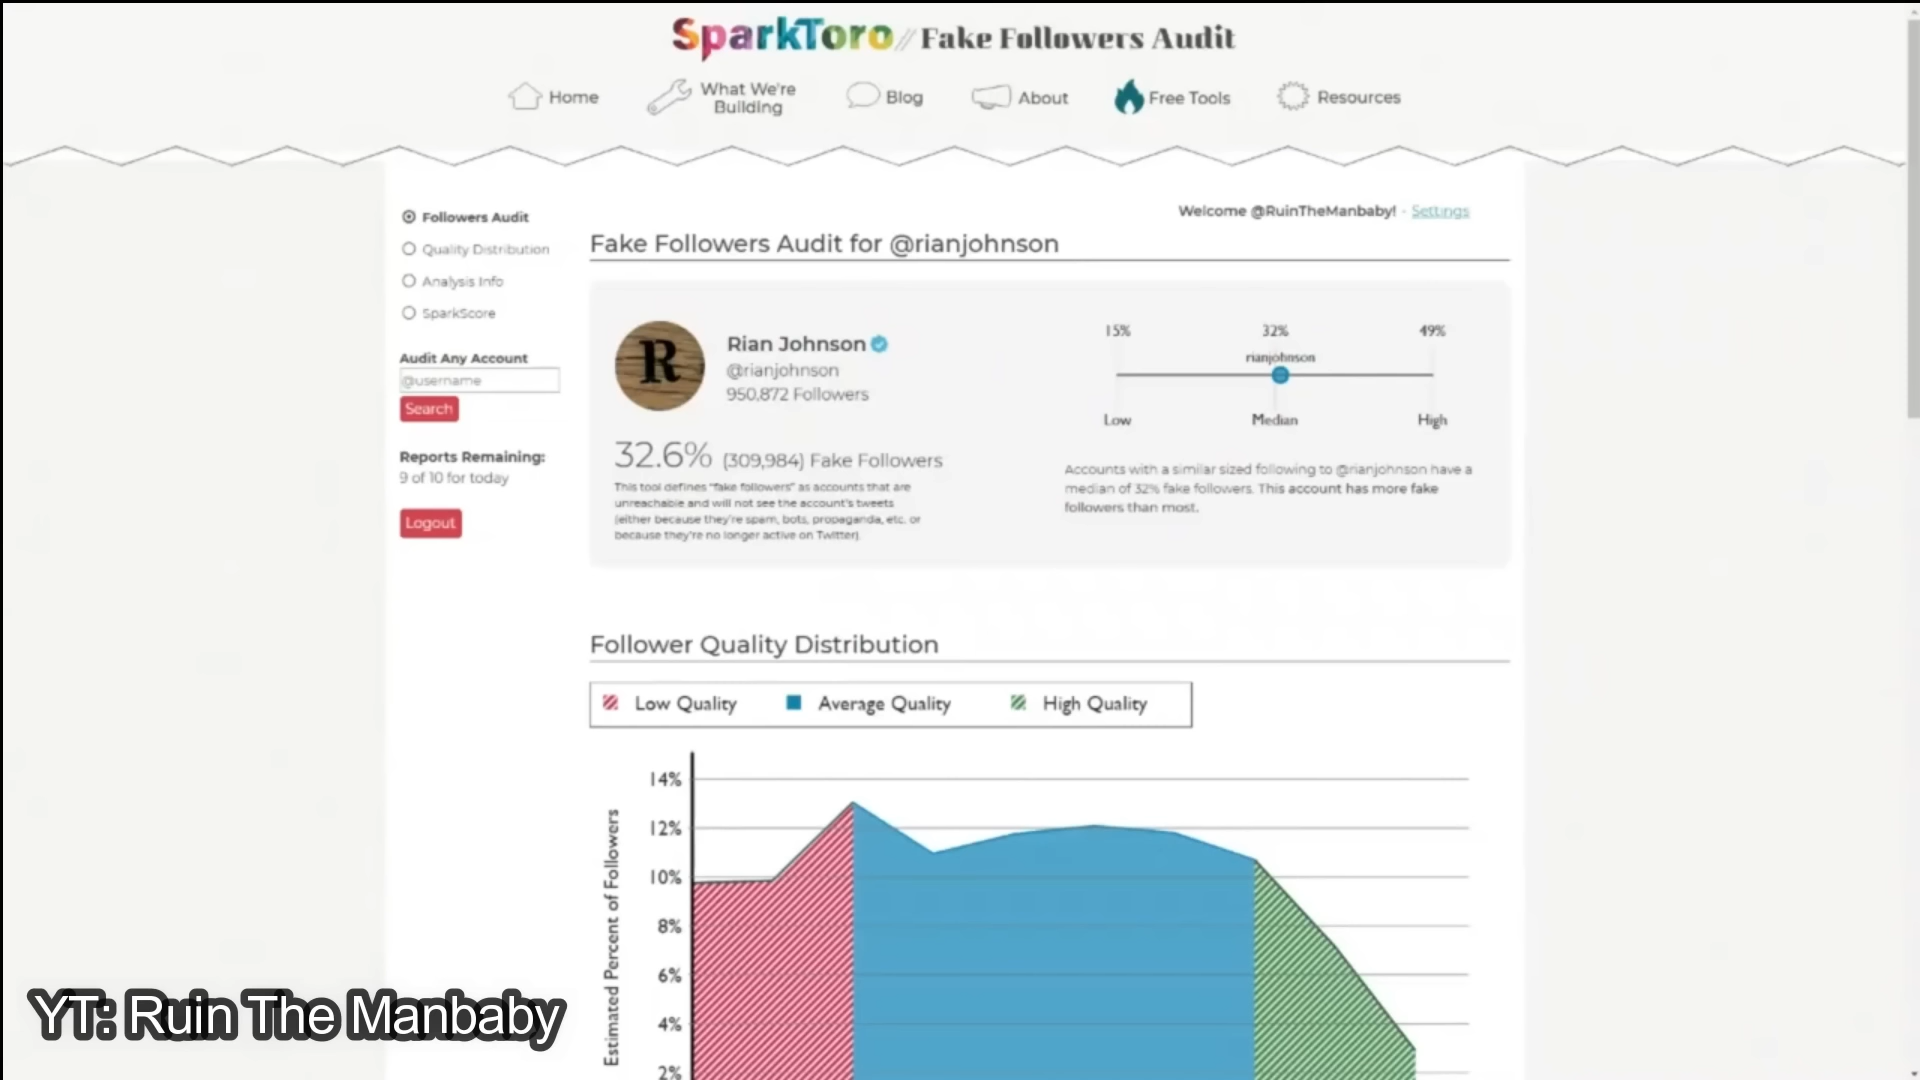 SparkToro // Fake Followers Audit
Home
What We're Building
Blog
About
Free Tools
Resources
Followers Audit
Quality Distribution
Analysis Info
SparkScore
Audit Any Account
@username
Search
Reports Remaining:
9 of 10 for today
Logout
Welcome @RuinTheManbaby! - Settings
Fake Followers Audit for @rianjohnson
R
Rian Johnson
@rianjohnson
950,872 Followers
32.6% (309,984) Fake Followers
This tool defines "fake followers" as accounts that are
unreachable and will not see the account's tweets
(either because they're spam, bots, propaganda, etc. or
because they're no longer active on Twitter).
15% 32% 49%
rianjohnson
Low Median High
Accounts with a similar sized following to @rianjohnson have a
median of 32% fake followers. This account has more fake
followers than most.
Follower Quality Distribution
Low Quality Average Quality High Quality
Estimated Percent of Followers
14%
12%
10%
8%
6%
4%
2%
YT: Ruin The Manbaby